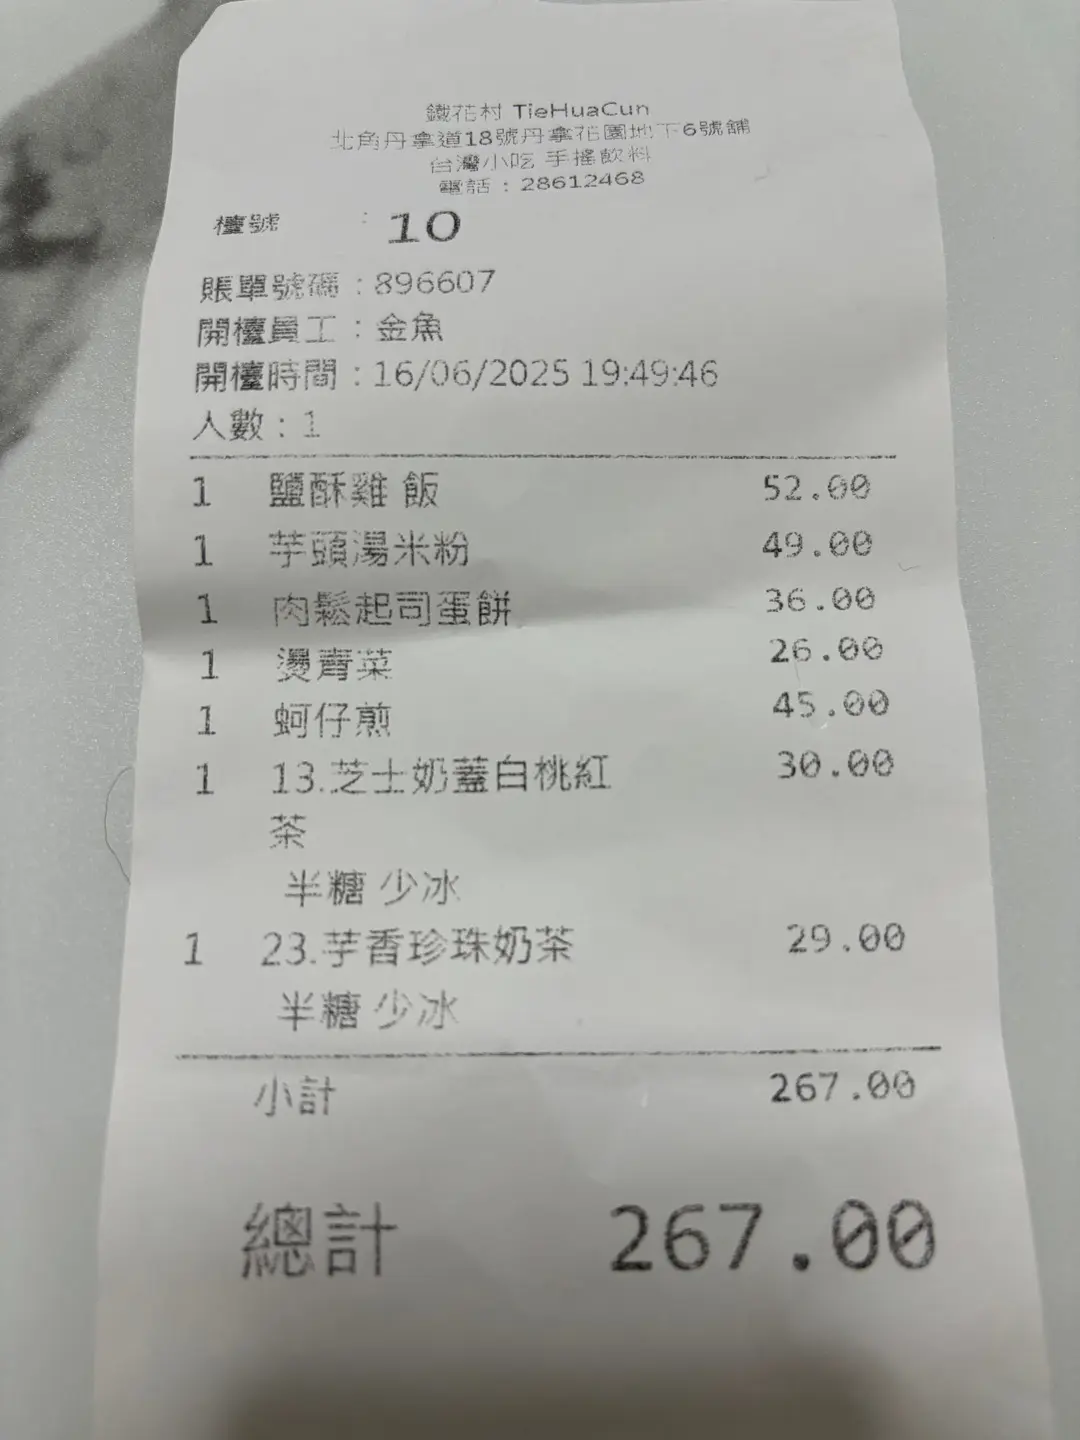 鐵花村 TieHuaCun
北角丹拿道18號丹拿花園地下6號舖
台灣小吃 手搖飲料
電話 : 28612468
檯號 : 10
賬單號碼 : 896607
開檯員工 : 金魚
開檯時間 : 16/06/2025 19:49:46
人數 : 1
1 鹽酥雞 飯 52.00
1 芋頭湯米粉 49.00
1 肉鬆起司蛋餅 36.00
1 燙青菜 26.00
1 蚵仔煎 45.00
1 13.芝士奶蓋白桃紅 30.00
茶
半糖 少冰
1 23.芋香珍珠奶茶 29.00
半糖 少冰
小計 267.00
總計 267.00